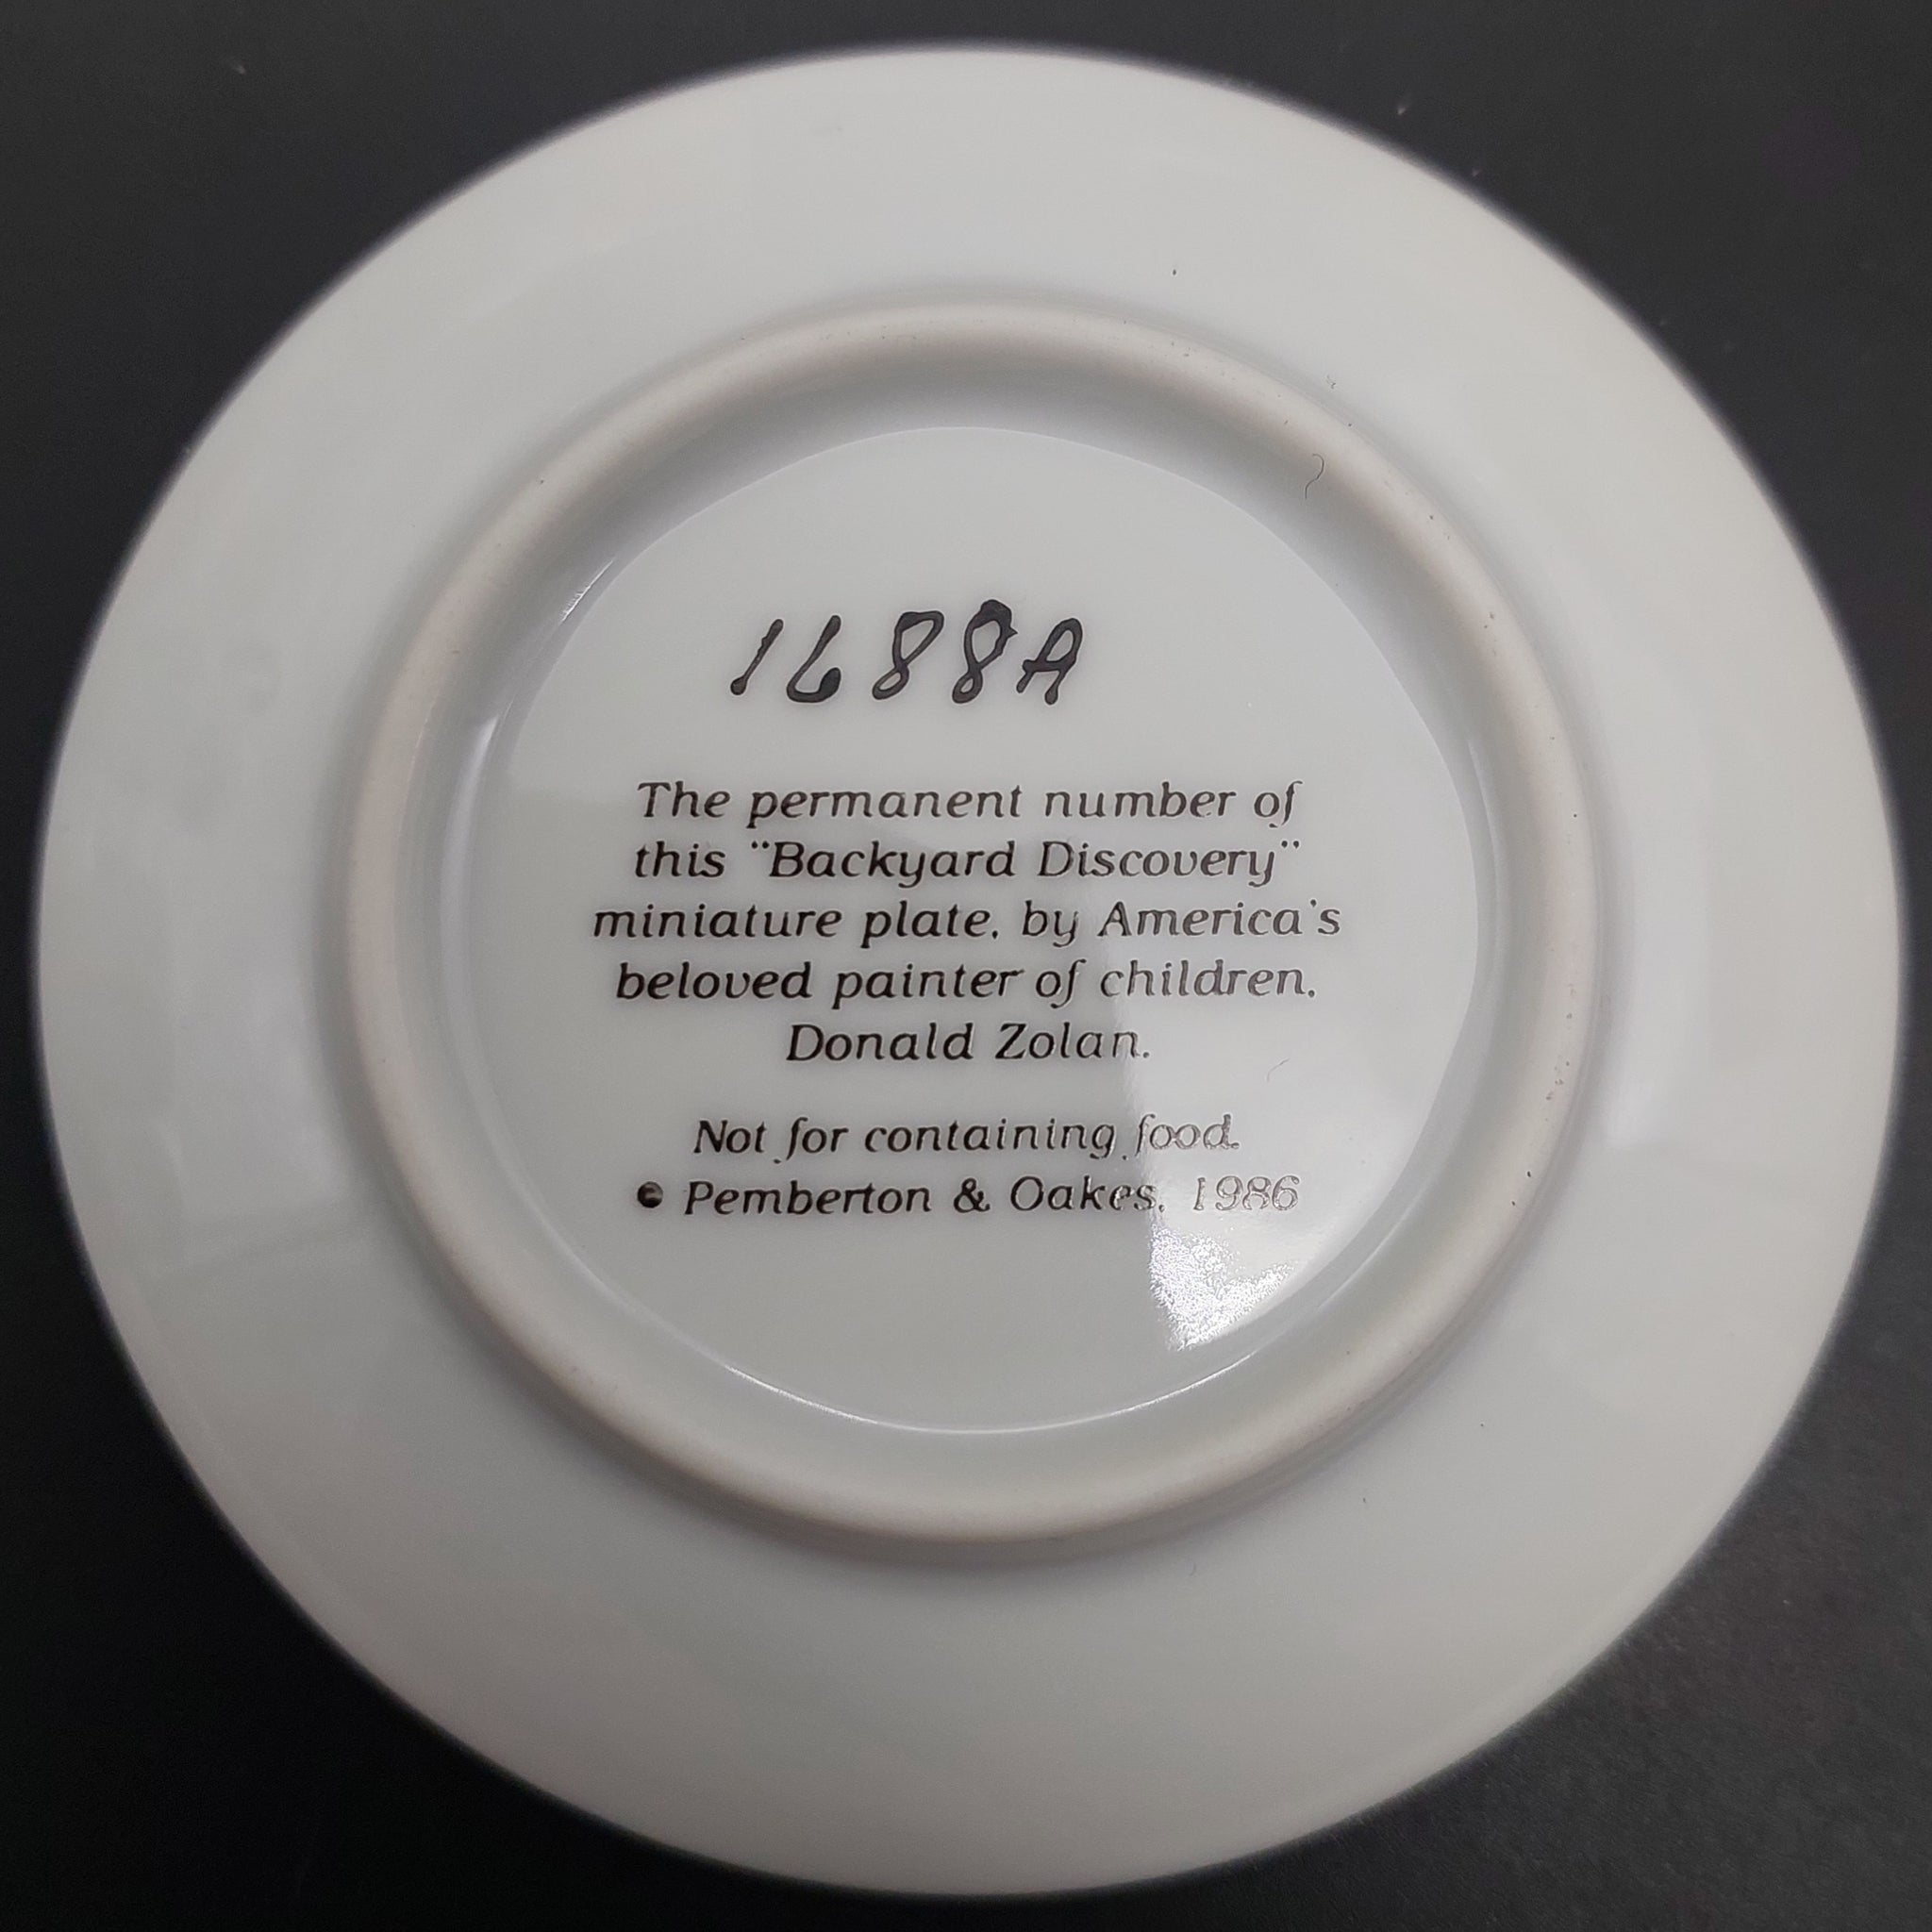 1688A
The permanent number of
this "Backyard Discovery"
miniature plate, by America's
beloved painter of children,
Donald Zolan.
Not for containing food.
© Pemberton & Oakes, 1986